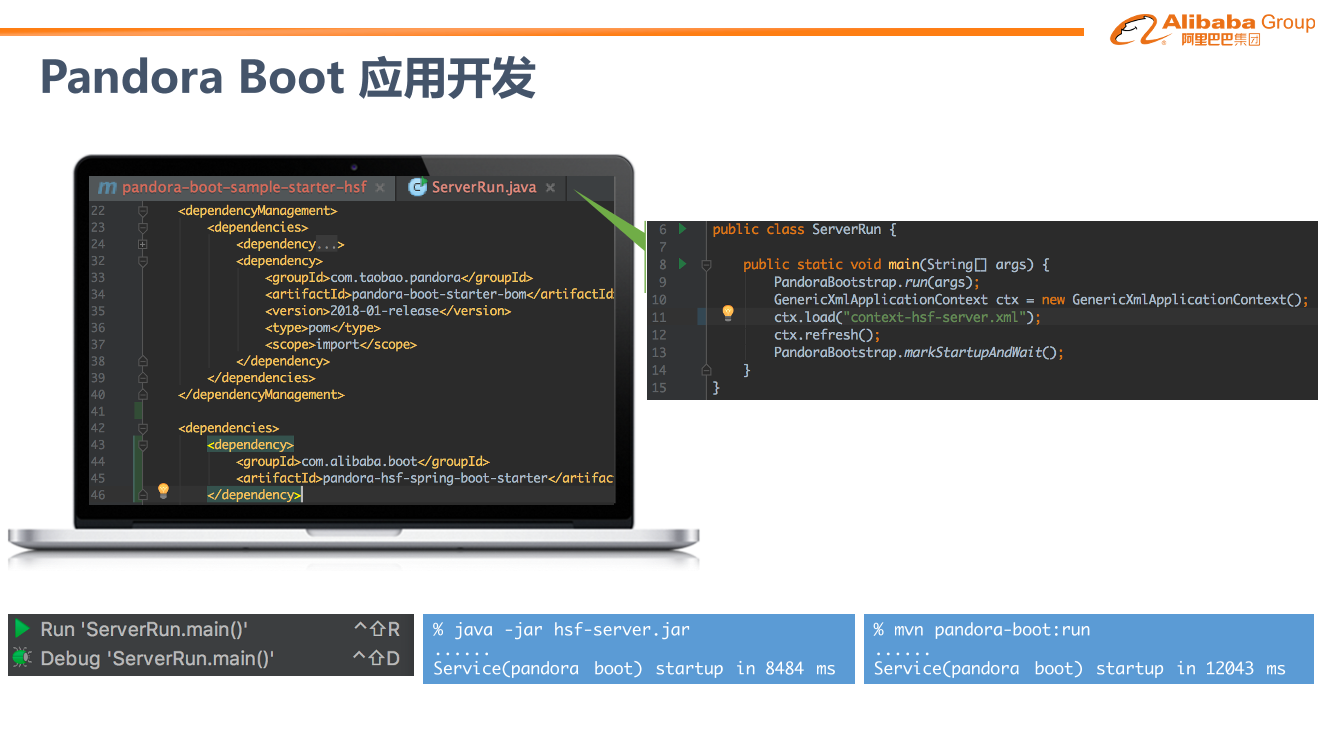 Alibaba Group
阿里巴巴集团
Pandora Boot 应用开发
pandora-boot-sample-starter-hsf ×
ServerRun.java ×
22 <dependencyManagement>
23 <dependencies>
24 <dependency...>
32 <dependency>
33 <groupId>com.taobao.pandora</groupId>
34 <artifactId>pandora-boot-starter-bom</artifactId
35 <version>2018-01-release</version>
36 <type>pom</type>
37 <scope>import</scope>
38 </dependency>
39 </dependencies>
40 </dependencyManagement>
41
42 <dependencies>
43 <dependency>
44 <groupId>com.alibaba.boot</groupId>
45 <artifactId>pandora-hsf-spring-boot-starter</artifac
46 </dependency>
6 public class ServerRun {
7
8 public static void main(String[] args) {
9 PandoraBootstrap.run(args);
10 GenericXmlApplicationContext ctx = new GenericXmlApplicationContext();
11 ctx.load("context-hsf-server.xml");
12 ctx.refresh();
13 PandoraBootstrap.markStartupAndWait();
14 }
15 }
Run 'ServerRun.main()' ^⇧R
Debug 'ServerRun.main()' ^⇧D
% java -jar hsf-server.jar
......
Service(pandora boot) startup in 8484 ms
% mvn pandora-boot:run
......
Service(pandora boot) startup in 12043 ms